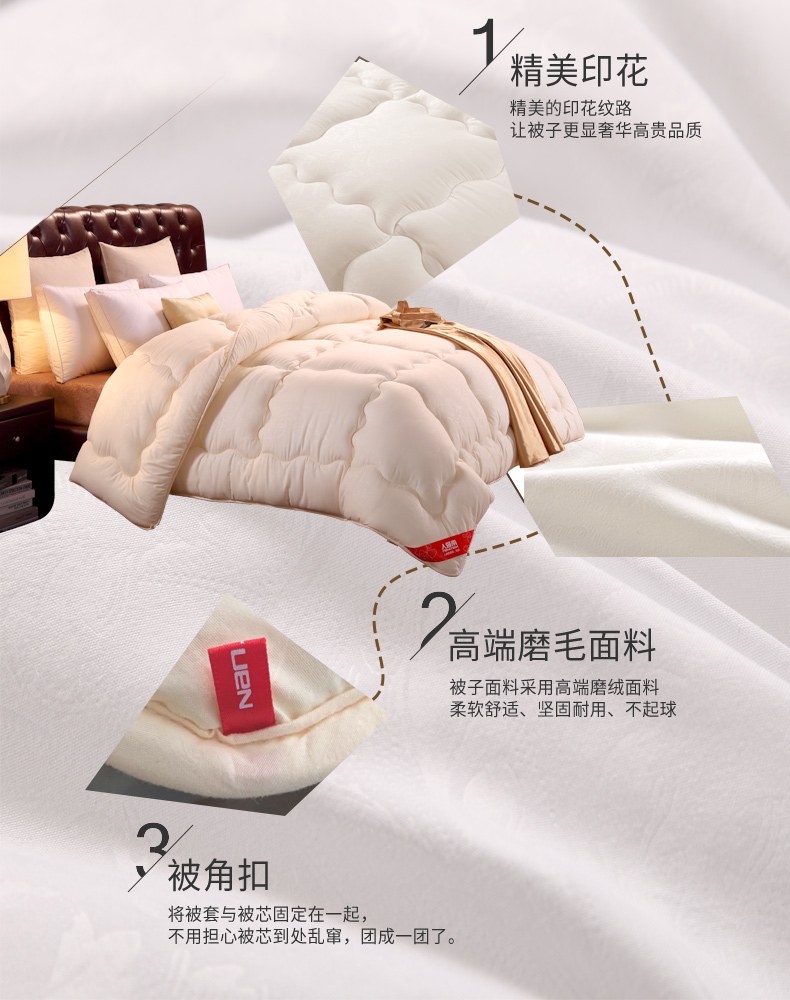 1
精美印花
精美的印花纹路
让被子更显奢华高贵品质
2
高端磨毛面料
被子面料采用高端磨绒面料
柔软舒适、坚固耐用、不起球
3
被角扣
将被套与被芯固定在一起，
不用担心被芯到处乱窜，团成一团了。